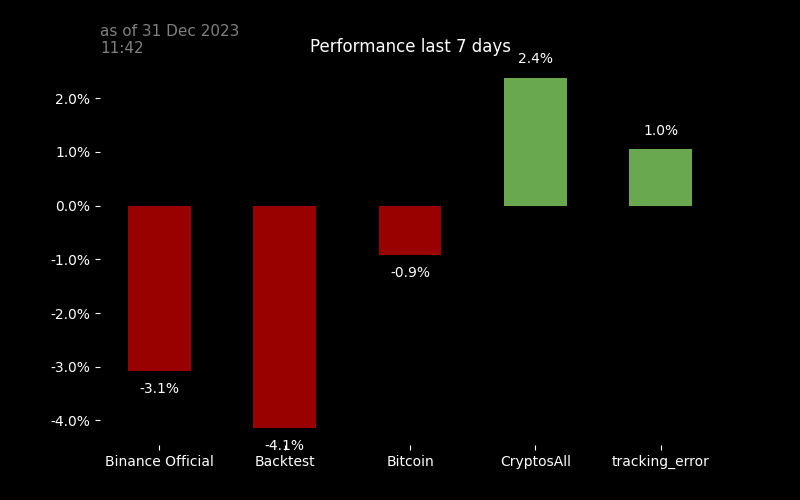 as of 31 Dec 2023
11:42
Performance last 7 days
2.4%
2.0%
1.0%
1.0%
0.0%
-0.9%
-1.0%
-2.0%
-3.0%
-3.1%
-4.0%
-4.1%
Binance Official
Backtest
Bitcoin
CryptosAll
tracking_error